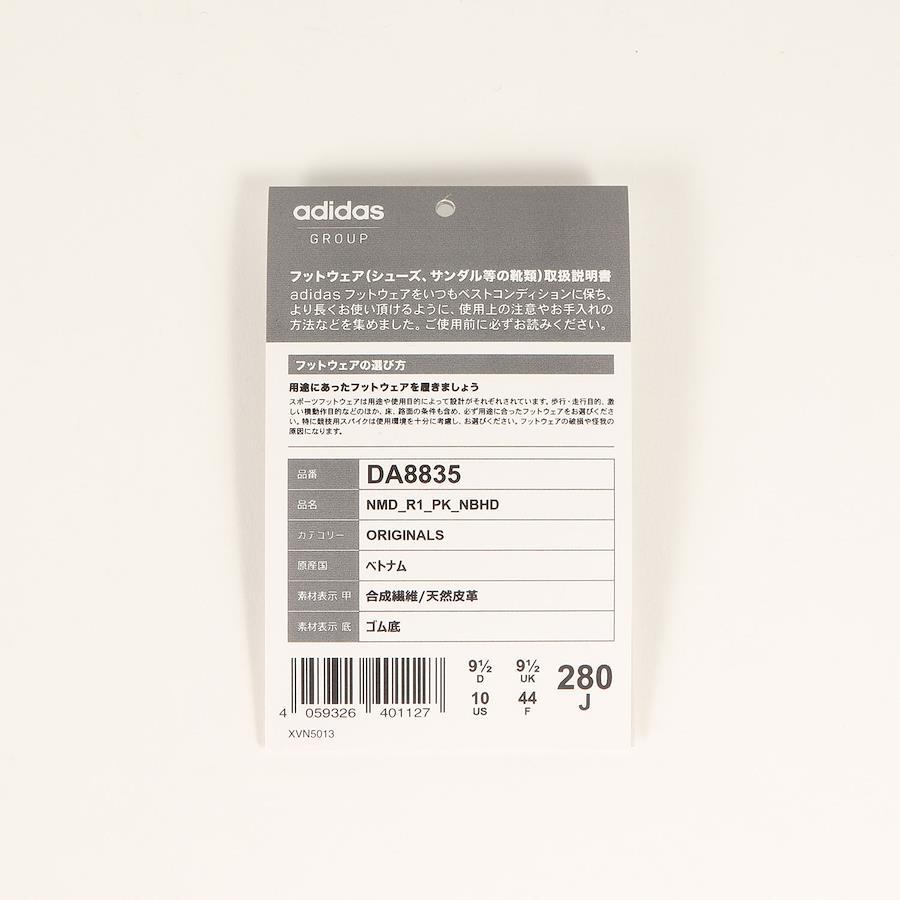 adidas
GROUP
フットウェア(シューズ、サンダル等の靴類)取扱説明書
adidas フットウェアをいつもベストコンディションに保ち、
より長くお使い頂けるように、使用上の注意やお手入れの
方法などを集めました。ご使用前に必ずお読みください。
フットウェアの選び方
用途にあったフットウェアを履きましょう
スポーツフットウェアは用途や使用目的によって設計がそれぞれされています。歩行・走行目的、激
しい機動作目的などのほか、床、路面の条件も含め、必ず用途に合ったフットウェアをお選びくださ
い。特に競技用スパイクは使用環境を十分に考慮し、お選びください。フットウェアの破損や怪我の
原因になります。
品番 DA8835
品名 NMD_R1_PK_NBHD
カテゴリー ORIGINALS
原産国 ベトナム
素材表示 甲 合成繊維/天然皮革
素材表示 底 ゴム底
9½ D 9½ UK 280 J
10 US 44 F
4 059326 401127
XVN5013